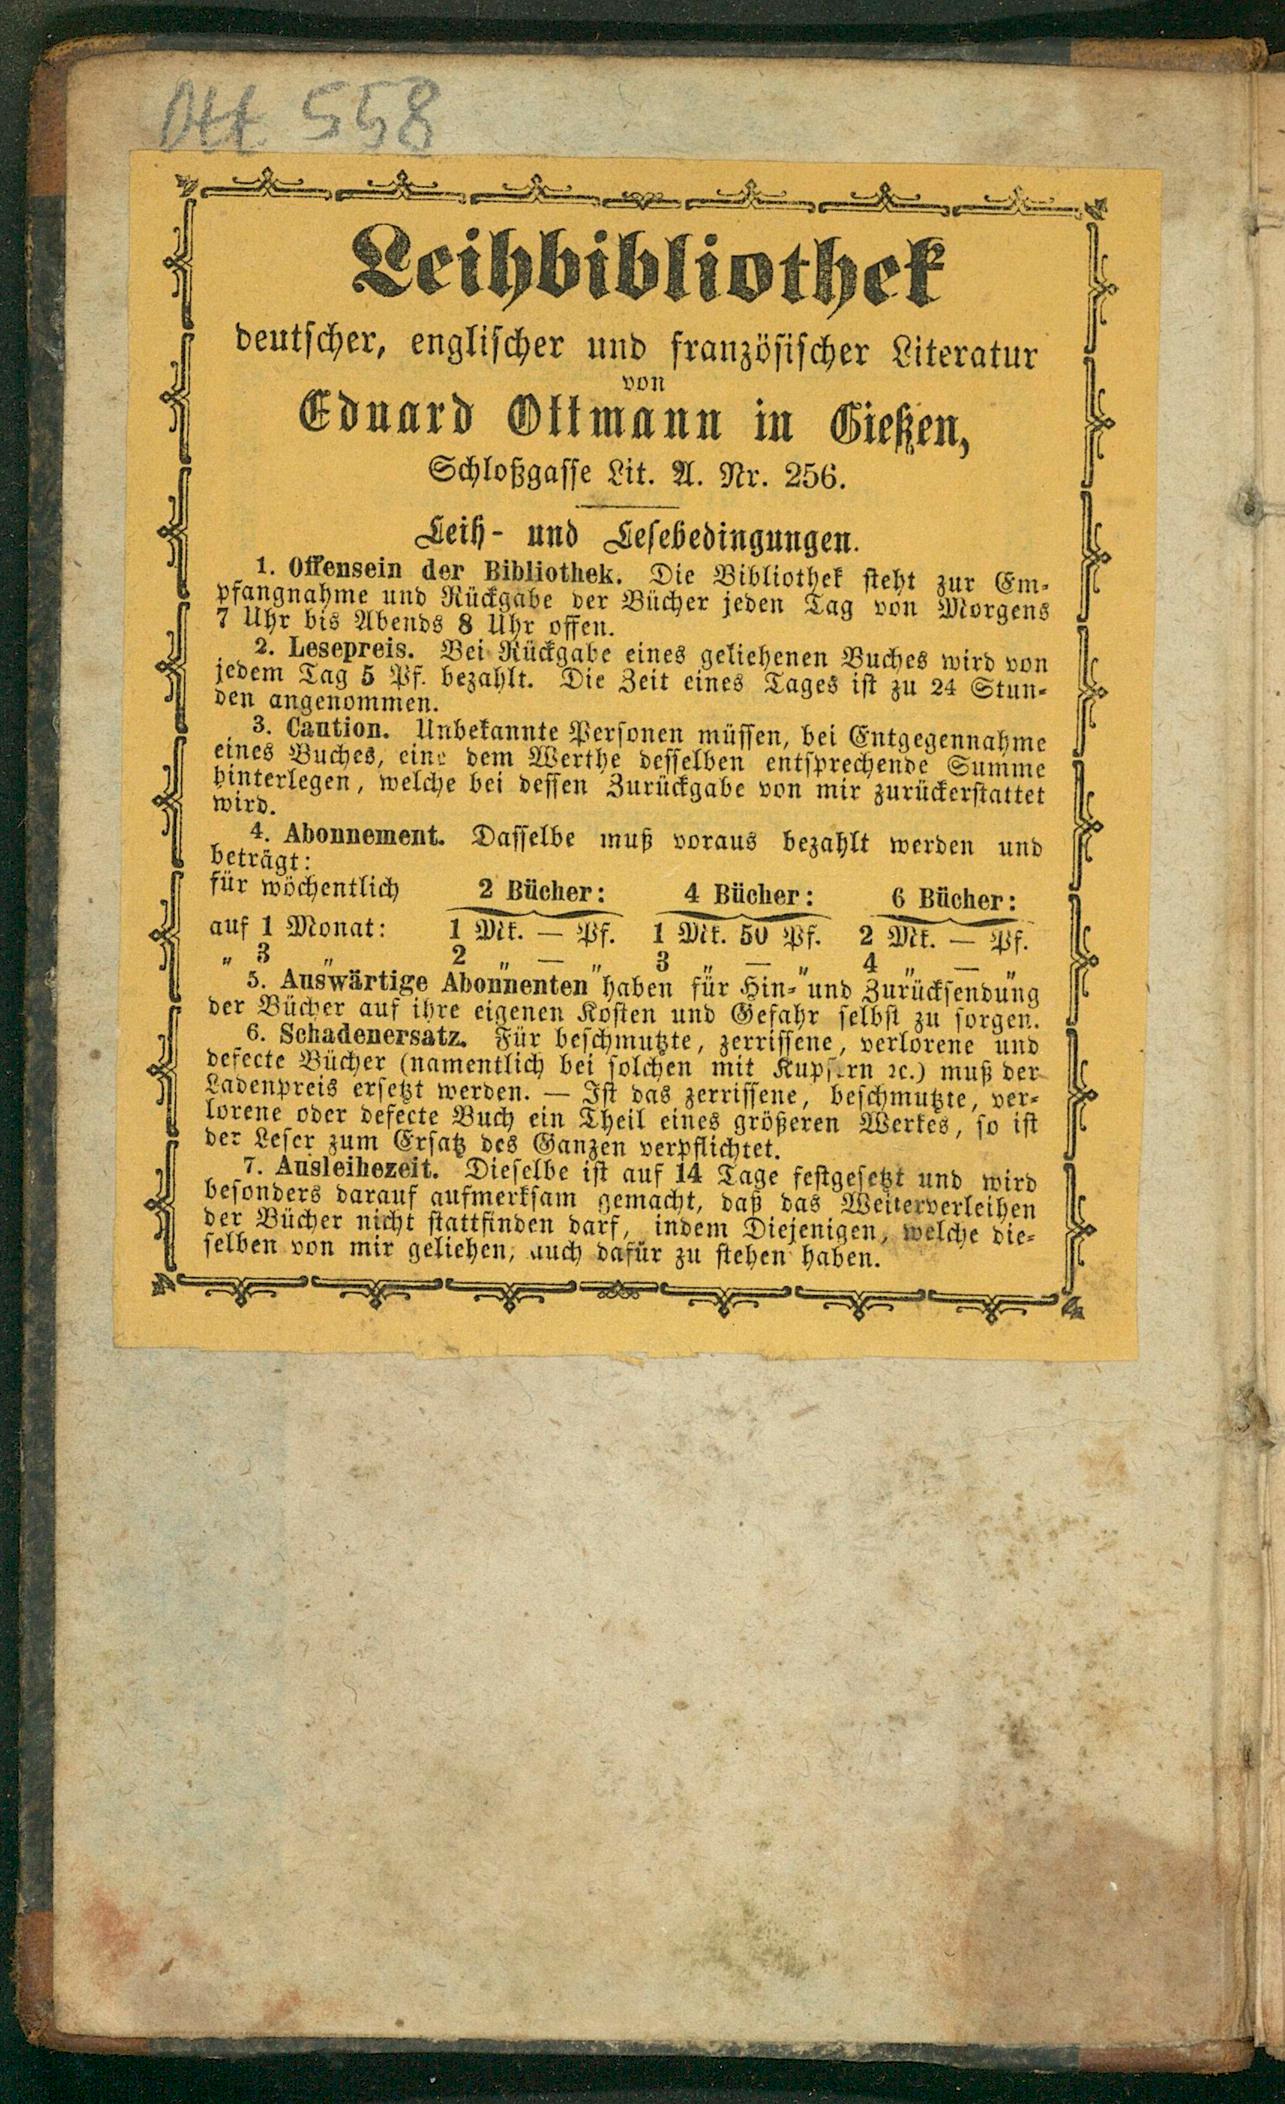 Ott 558
Leihbibliothek
deutscher, englischer und französischer Literatur
von
Eduard Ottmann in Gießen,
Schloßgasse Lit. A. Nr. 256.
Leih- und Lesebedingungen.
1. Offensein der Bibliothek. Die Bibliothek steht zur Em-
pfangnahme und Rückgabe der Bücher jeden Tag von Morgens
7 Uhr bis Abends 8 Uhr offen.
2. Lesepreis. Bei Rückgabe eines geliehenen Buches wird von
jedem Tag 5 Pf. bezahlt. Die Zeit eines Tages ist zu 24 Stun-
den angenommen.
3. Caution. Unbekannte Personen müssen, bei Entgegennahme
eines Buches, eine dem Werthe desselben entsprechende Summe
hinterlegen, welche bei dessen Zurückgabe von mir zurückerstattet
wird.
4. Abonnement. Dasselbe muß voraus bezahlt werden und
beträgt:
für wöchentlich 2 Bücher: 4 Bücher: 6 Bücher:
auf 1 Monat: 1 Mk. — Pf. 1 Mk. 50 Pf. 2 Mk. — Pf.
„ 3 „ 2 „ — „ 3 „ — „ 4 „ — „
5. Auswärtige Abonnenten haben für Hin- und Zurücksendung
der Bücher auf ihre eigenen Kosten und Gefahr selbst zu sorgen.
6. Schadenersatz. Für beschmutzte, zerrissene, verlorene und
defecte Bücher (namentlich bei solchen mit Kupfern ꝛc.) muß der
Ladenpreis ersetzt werden. — Ist das zerrissene, beschmutzte, ver-
lorene oder defecte Buch ein Theil eines größeren Werkes, so ist
der Leser zum Ersatz des Ganzen verpflichtet.
7. Ausleihezeit. Dieselbe ist auf 14 Tage festgesetzt und wird
besonders darauf aufmerksam gemacht, daß das Weiterverleihen
der Bücher nicht stattfinden darf, indem Diejenigen, welche die-
selben von mir geliehen, auch dafür zu stehen haben.